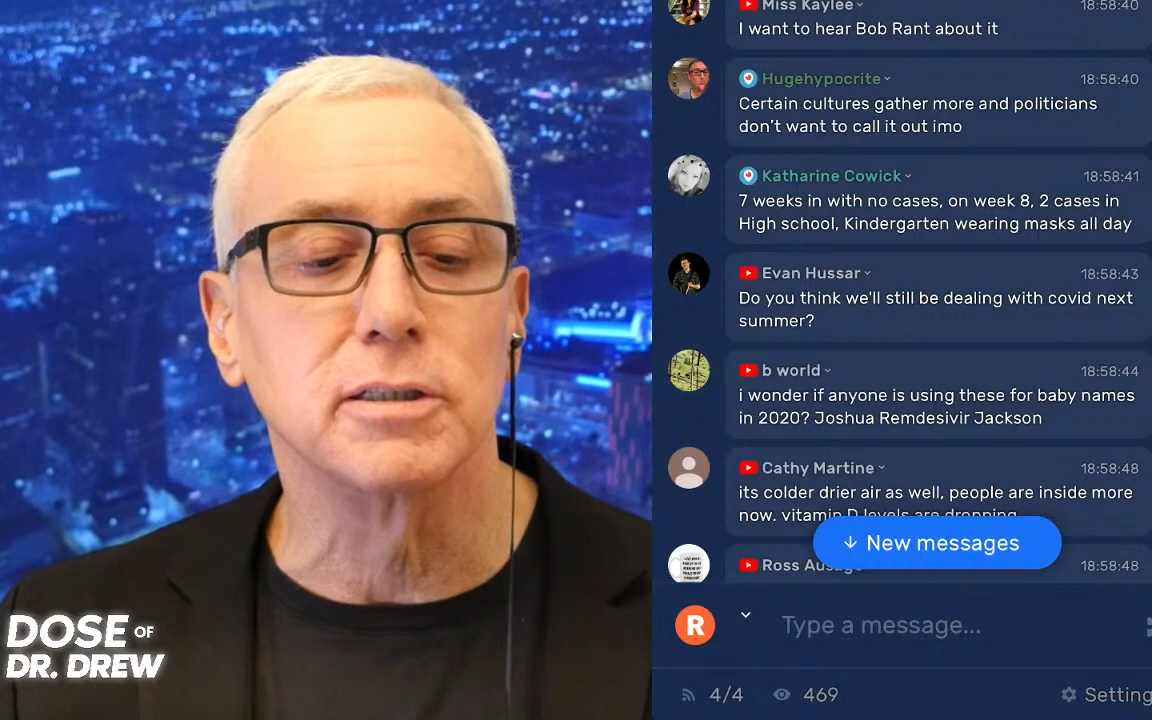 DOSE OF
DR. DREW
Miss Kaylee
18:58:40
I want to hear Bob Rant about it
Hugehypocrite
18:58:40
Certain cultures gather more and politicians
don't want to call it out imo
Katharine Cowick
18:58:41
7 weeks in with no cases, on week 8, 2 cases in
High school, Kindergarten wearing masks all day
Evan Hussar
18:58:43
Do you think we'll still be dealing with covid next
summer?
b world
18:58:44
i wonder if anyone is using these for baby names
in 2020? Joshua Remdesivir Jackson
Cathy Martine
18:58:48
its colder drier air as well, people are inside more
now. vitamin D levels are dropping
New messages
Ross
18:58:48
R
Type a message...
4/4
469
Setting